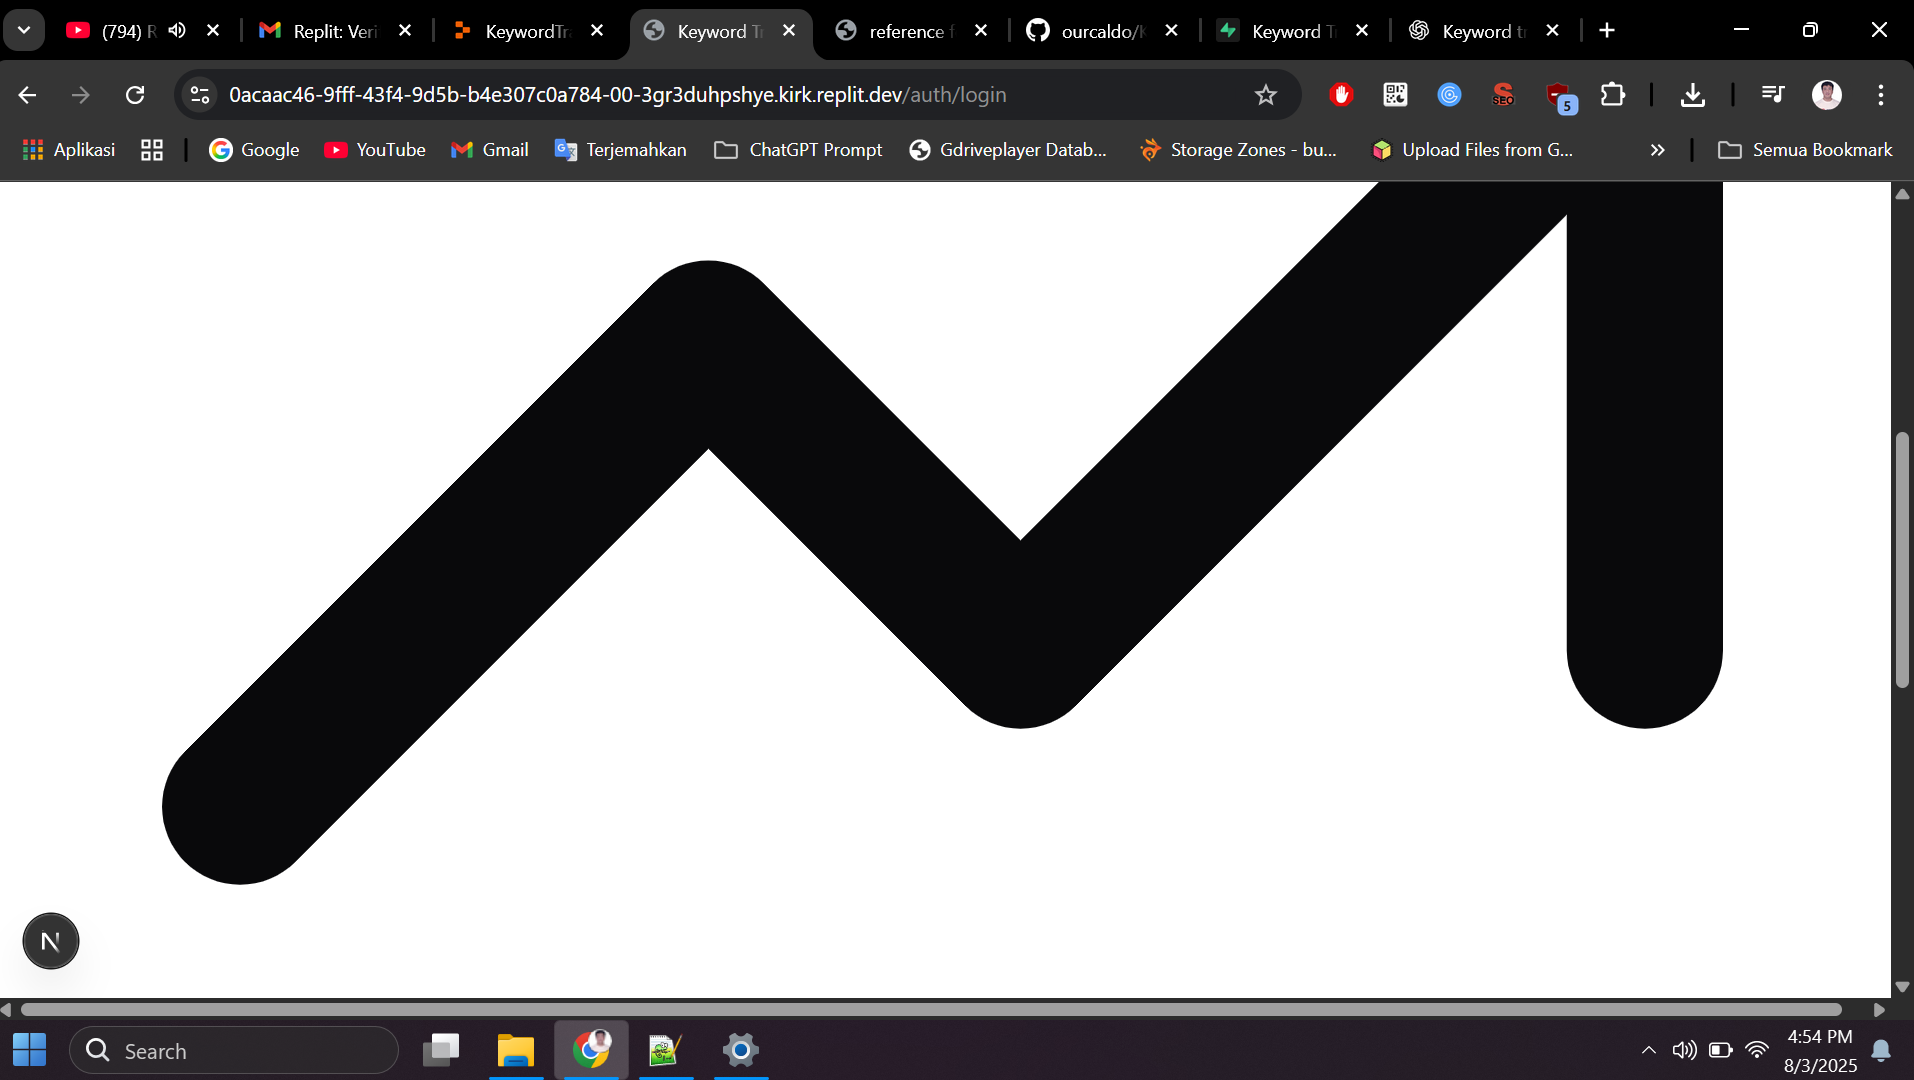 (794) R
Replit: Veri
KeywordTr
Keyword Tr
reference f
ourcaldo/K
Keyword Tr
Keyword tr
0acaac46-9fff-43f4-9d5b-b4e307c0a784-00-3gr3duhpshye.kirk.replit.dev/auth/login
SEO
5
Aplikasi
Google
YouTube
Gmail
Terjemahkan
ChatGPT Prompt
Gdriveplayer Datab...
Storage Zones - bu...
Upload Files from G...
Semua Bookmark
N
Search
4:54 PM
8/3/2025